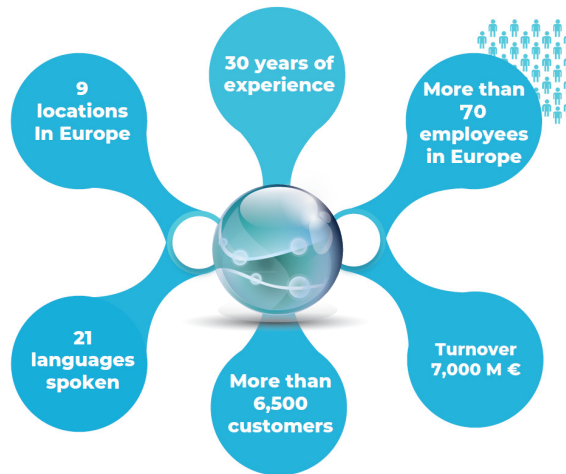 30 years of
experience
9
locations
In Europe
More than
70
employees
in Europe
21
languages
spoken
More than
6,500
customers
Turnover
7,000 M €